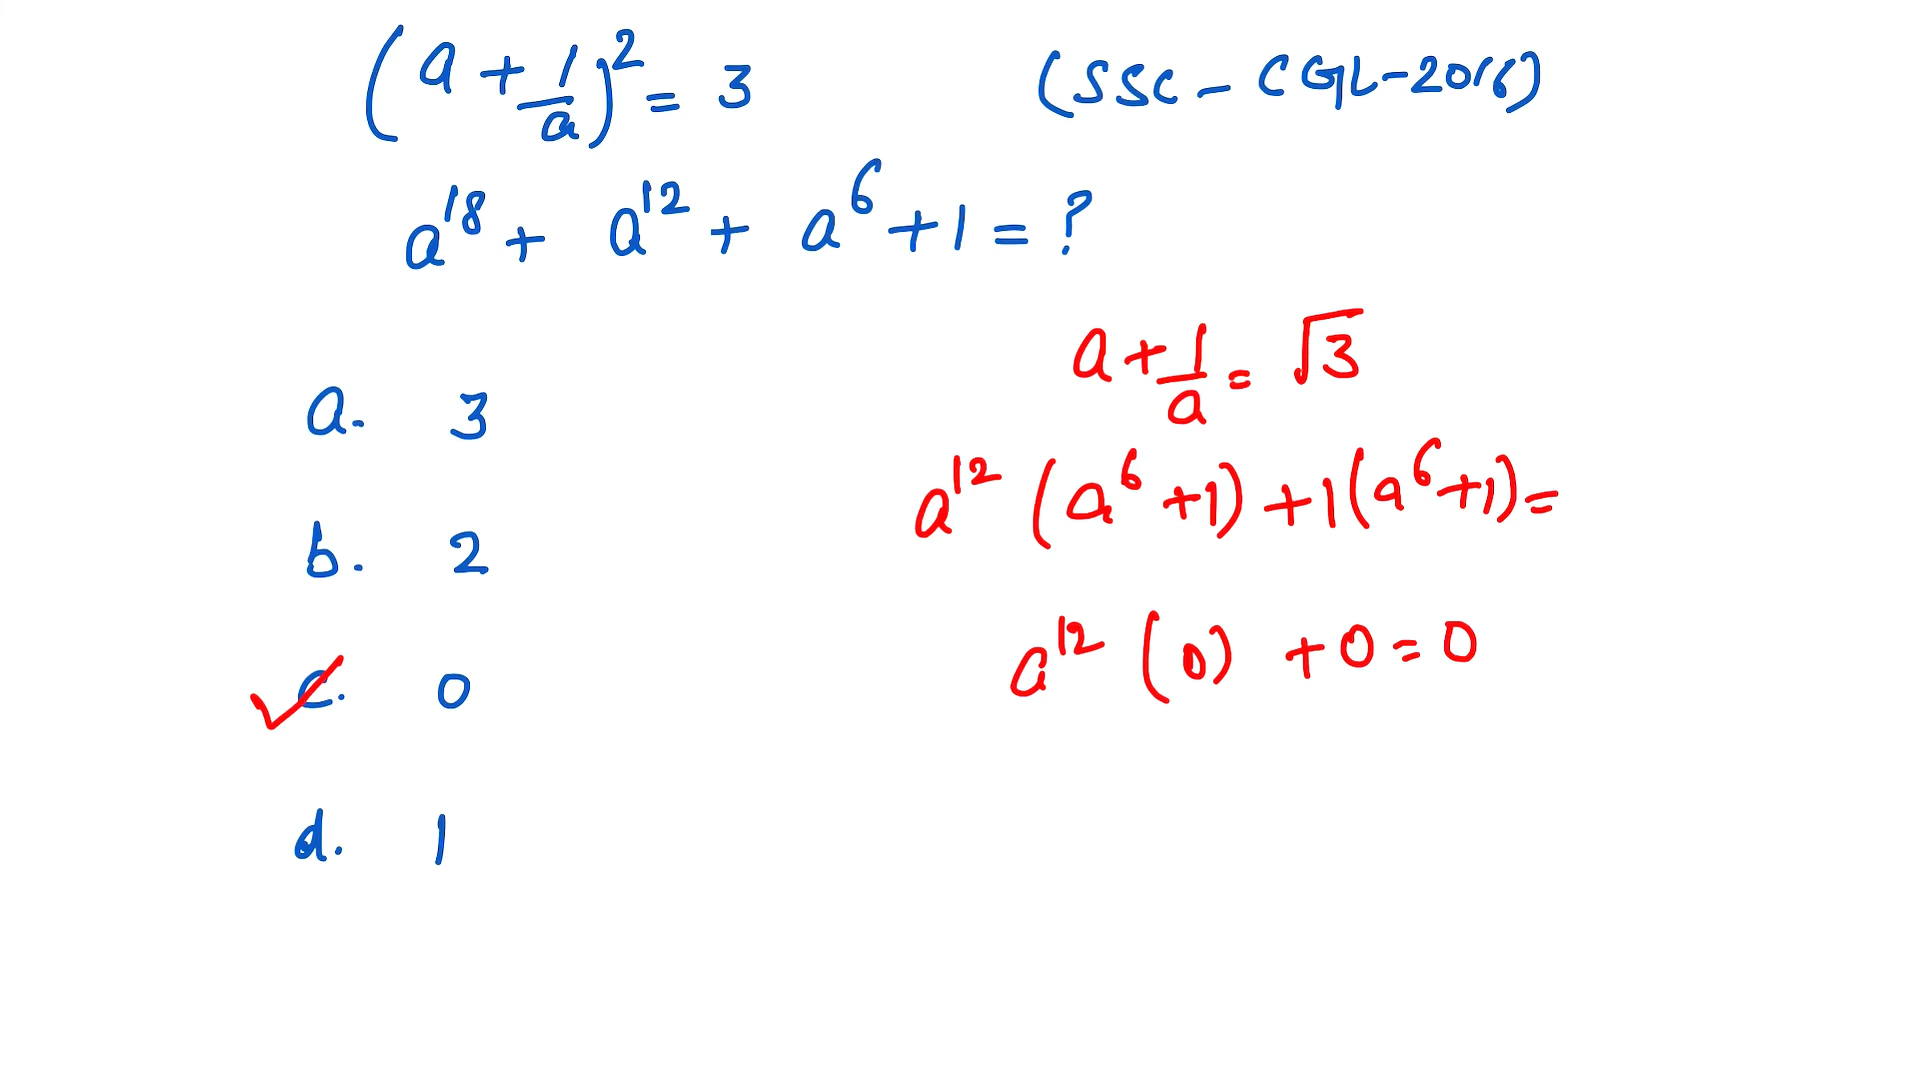 (a + 1/a)² = 3 (SSC - CGL-2016)
a¹⁸ + a¹² + a⁶ + 1 = ?
a + 1/a = √3
a. 3
a¹² (a⁶ + 1) + 1(a⁶ + 1) =
b. 2
a¹² (0) + 0 = 0
c. 0
d. 1